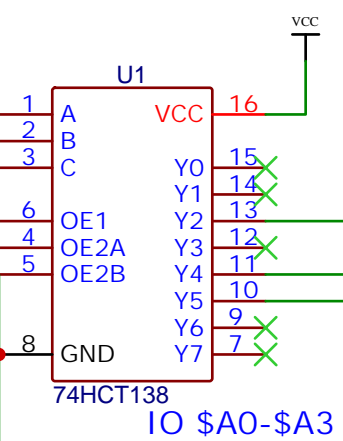 VCC
U1
1 A VCC 16
2 B
3 C Y0 15
Y1 14
6 OE1 Y2 13
4 OE2A Y3 12
5 OE2B Y4 11
Y5 10
Y6 9
8 GND Y7 7
74HCT138
IO $A0-$A3